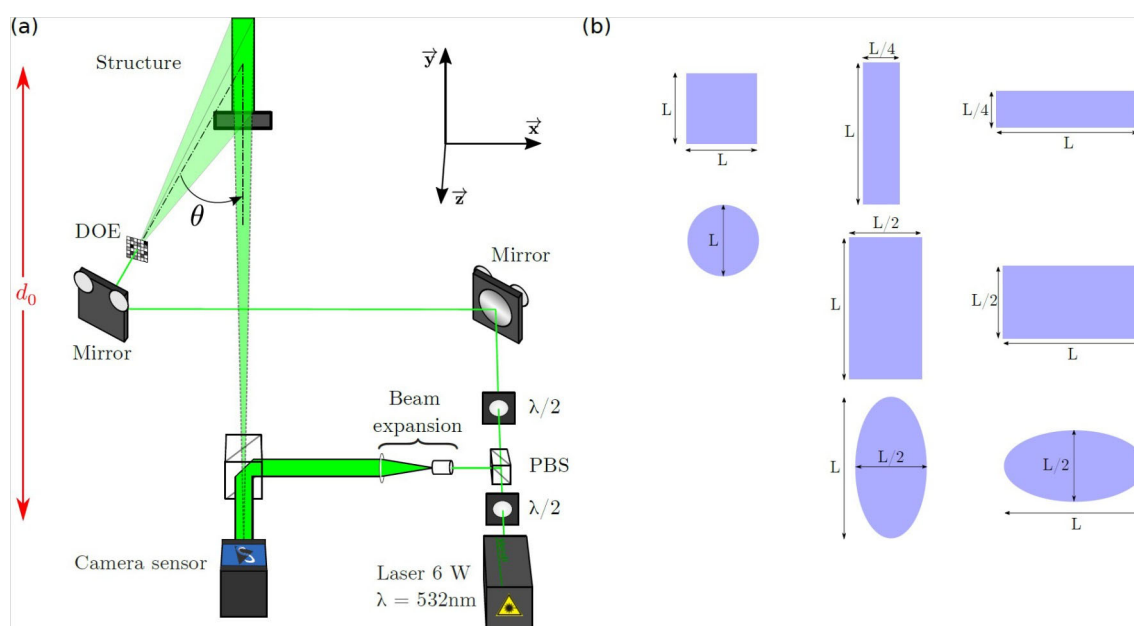 (a)
Structure
y
x
z
θ
DOE
d0
Mirror
Mirror
λ/2
Beam
expansion
PBS
λ/2
Camera sensor
Laser 6 W
λ = 532nm
(b)
L
L
L
L/4
L
L/4
L
L/2
L
L/2
L
L
L/2
L/2
L